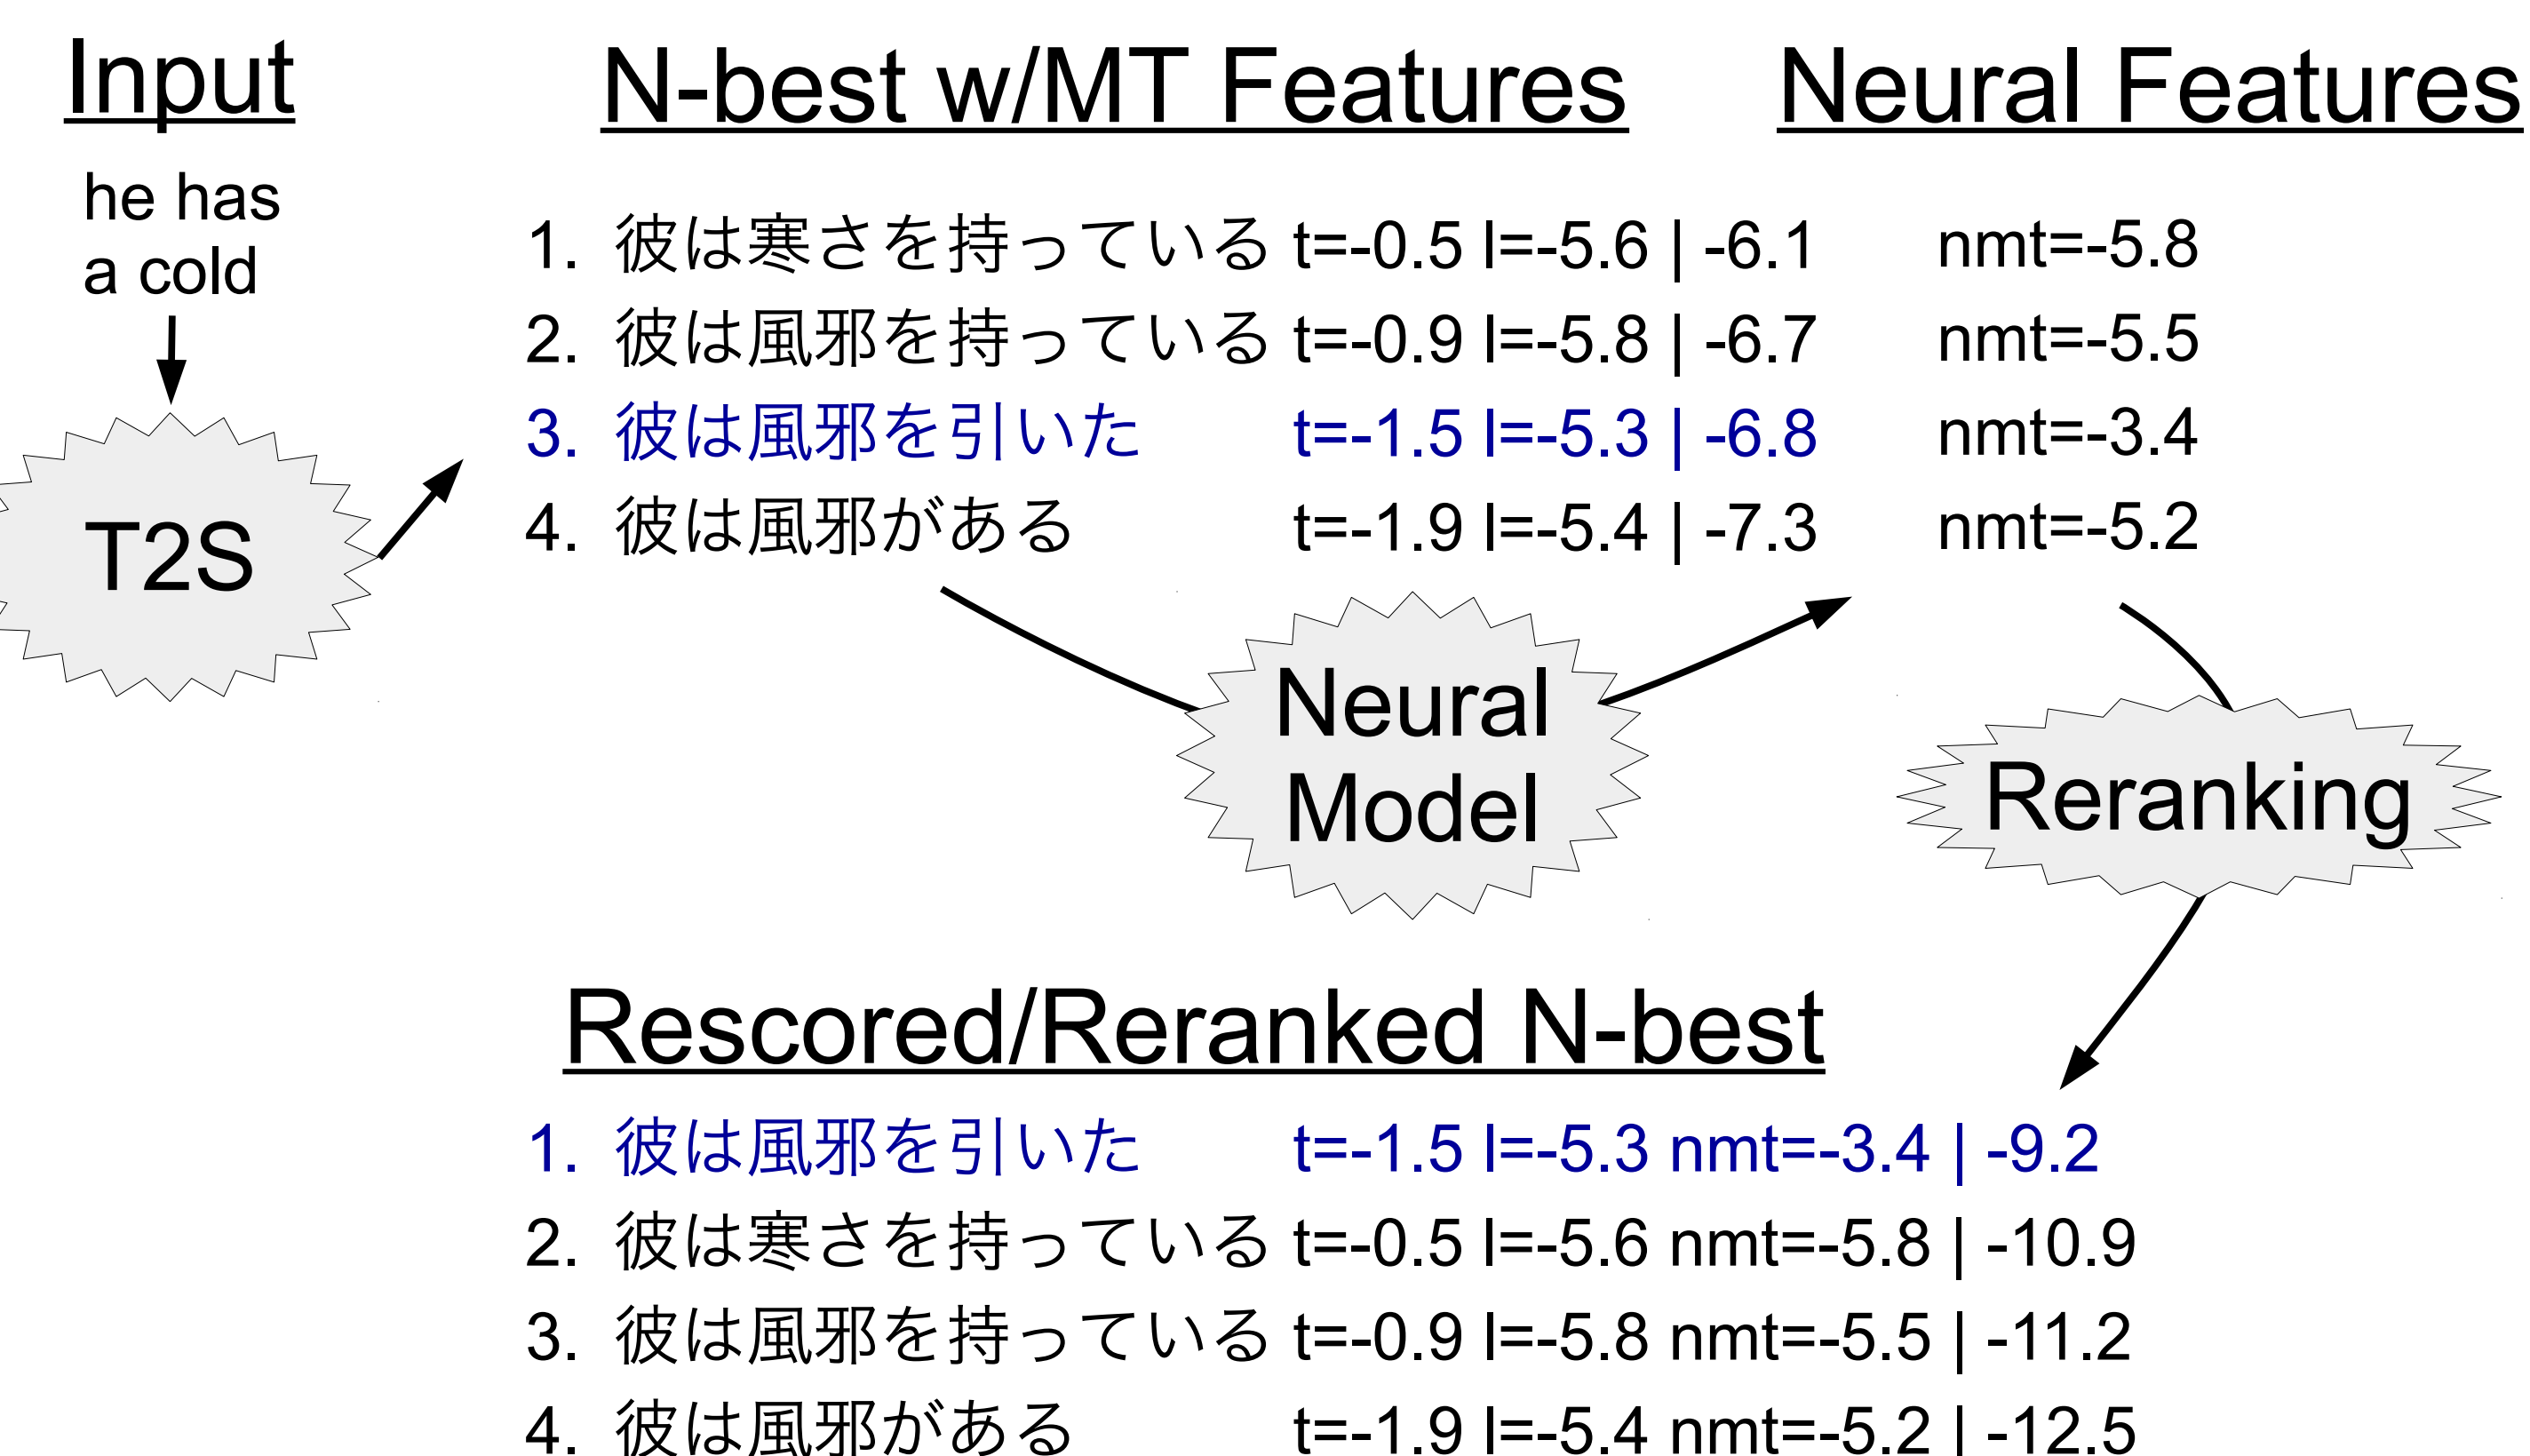 Input
he has
a cold
T2S
N-best w/MT Features
1. 彼は寒さを持っている t=-0.5 l=-5.6 | -6.1
2. 彼は風邪を持っている t=-0.9 l=-5.8 | -6.7
3. 彼は風邪を引いた t=-1.5 l=-5.3 | -6.8
4. 彼は風邪がある t=-1.9 l=-5.4 | -7.3
Neural Features
nmt=-5.8
nmt=-5.5
nmt=-3.4
nmt=-5.2
Neural
Model
Reranking
Rescored/Reranked N-best
1. 彼は風邪を引いた t=-1.5 l=-5.3 nmt=-3.4 | -9.2
2. 彼は寒さを持っている t=-0.5 l=-5.6 nmt=-5.8 | -10.9
3. 彼は風邪を持っている t=-0.9 l=-5.8 nmt=-5.5 | -11.2
4. 彼は風邪がある t=-1.9 l=-5.4 nmt=-5.2 | -12.5